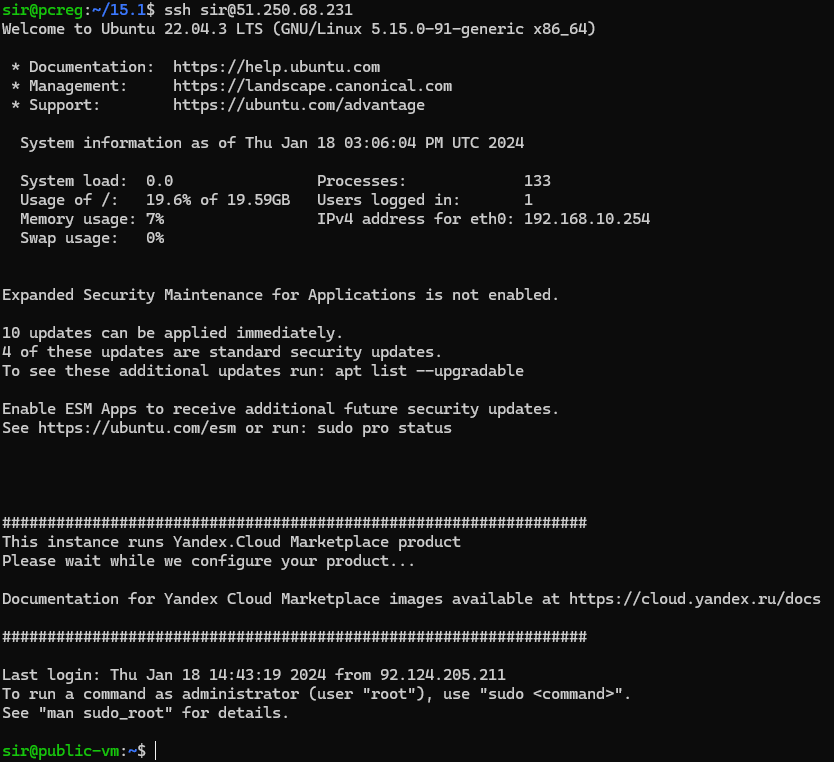 sir@pcreg:~/15.1$ ssh sir@51.250.68.231
Welcome to Ubuntu 22.04.3 LTS (GNU/Linux 5.15.0-91-generic x86_64)

 * Documentation:  https://help.ubuntu.com
 * Management:     https://landscape.canonical.com
 * Support:        https://ubuntu.com/advantage

  System information as of Thu Jan 18 03:06:04 PM UTC 2024

  System load:  0.0                Processes:             133
  Usage of /:   19.6% of 19.59GB   Users logged in:       1
  Memory usage: 7%                 IPv4 address for eth0: 192.168.10.254
  Swap usage:   0%

Expanded Security Maintenance for Applications is not enabled.

10 updates can be applied immediately.
4 of these updates are standard security updates.
To see these additional updates run: apt list --upgradable

Enable ESM Apps to receive additional future security updates.
See https://ubuntu.com/esm or run: sudo pro status

#################################################################
This instance runs Yandex.Cloud Marketplace product
Please wait while we configure your product...

Documentation for Yandex Cloud Marketplace images available at https://cloud.yandex.ru/docs

#################################################################

Last login: Thu Jan 18 14:43:19 2024 from 92.124.205.211
To run a command as administrator (user "root"), use "sudo <command>".
See "man sudo_root" for details.

sir@public-vm:~$